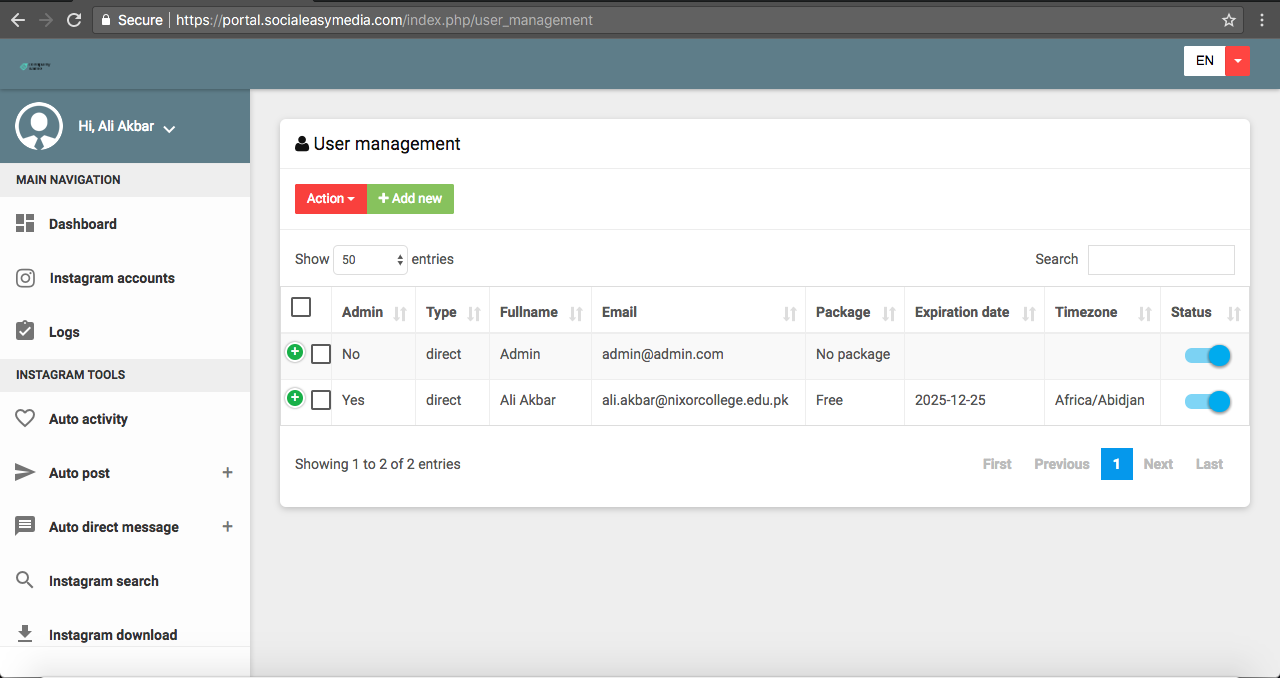 Secure https://portal.socialeasymedia.com/index.php/user_management
EN
Hi, Ali Akbar
MAIN NAVIGATION
Dashboard
Instagram accounts
Logs
INSTAGRAM TOOLS
Auto activity
Auto post +
Auto direct message +
Instagram search
Instagram download
User management
Action + Add new
Show 50 entries Search
Admin Type Fullname Email Package Expiration date Timezone Status
No direct Admin admin@admin.com No package
Yes direct Ali Akbar ali.akbar@nixorcollege.edu.pk Free 2025-12-25 Africa/Abidjan
Showing 1 to 2 of 2 entries First Previous 1 Next Last